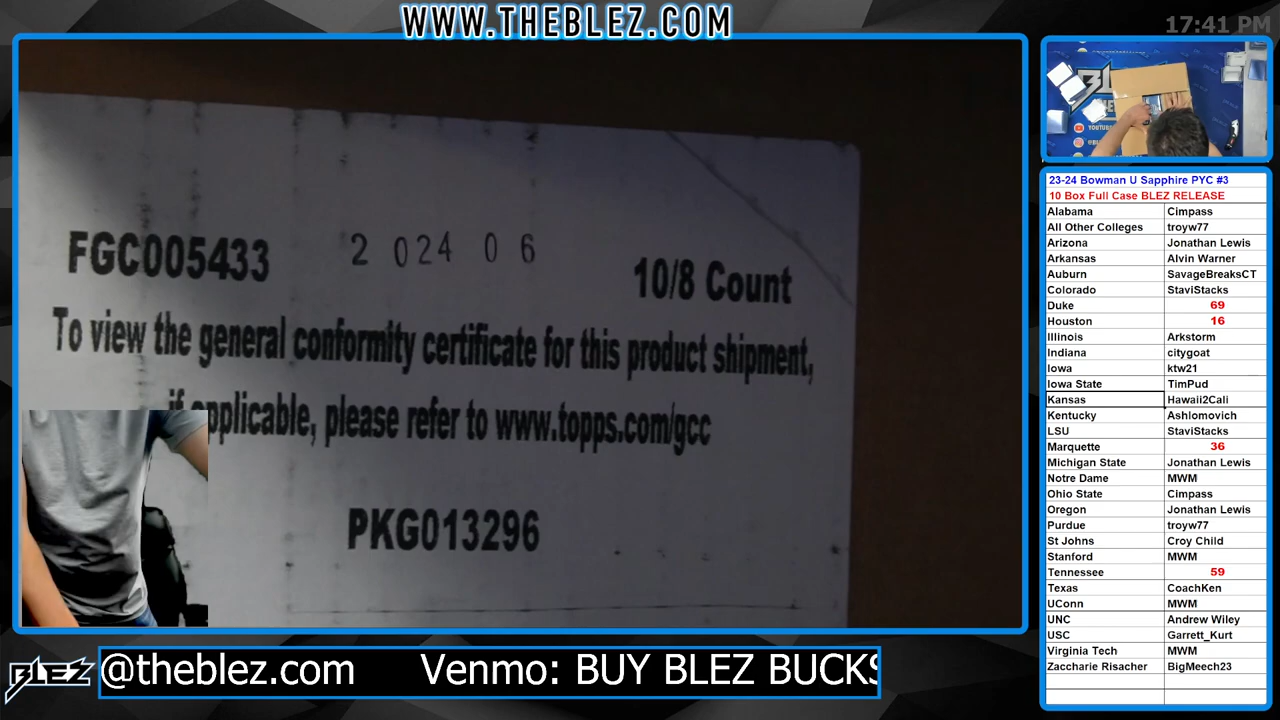 WWW.THEBLEZ.COM
17:41 PM
FGC005433
2 024 0 6
10/8 Count
To view the general conformity certificate for this product shipment,
if applicable, please refer to www.topps.com/gcc
PKG013296
YOUTUBE
BLEZ
@theblez.com Venmo: BUY BLEZ BUCKS
23-24 Bowman U Sapphire PYC #3
10 Box Full Case BLEZ RELEASE
Alabama Cimpass
All Other Colleges troyw77
Arizona Jonathan Lewis
Arkansas Alvin Warner
Auburn SavageBreaksCT
Colorado StaviStacks
Duke 69
Houston 16
Illinois Arkstorm
Indiana citygoat
Iowa ktw21
Iowa State TimPud
Kansas Hawaii2Cali
Kentucky Ashlomovich
LSU StaviStacks
Marquette 36
Michigan State Jonathan Lewis
Notre Dame MWM
Ohio State Cimpass
Oregon Jonathan Lewis
Purdue troyw77
St Johns Croy Child
Stanford MWM
Tennessee 59
Texas CoachKen
UConn MWM
UNC Andrew Wiley
USC Garrett_Kurt
Virginia Tech MWM
Zaccharie Risacher BigMeech23